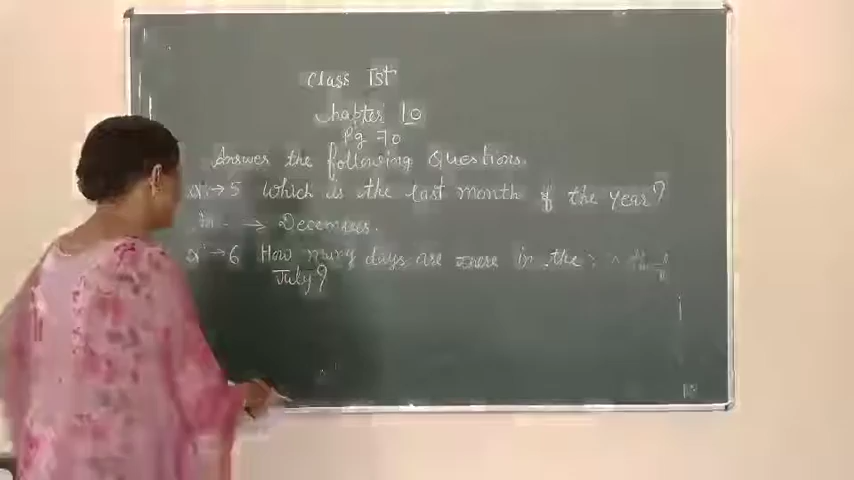 Class Ist
Chapter 10
Pg 70
Answer the following Questions.
Q.→5 Which is the last month of the year?
→ December.
Q.→6 How many days are there in the
July?